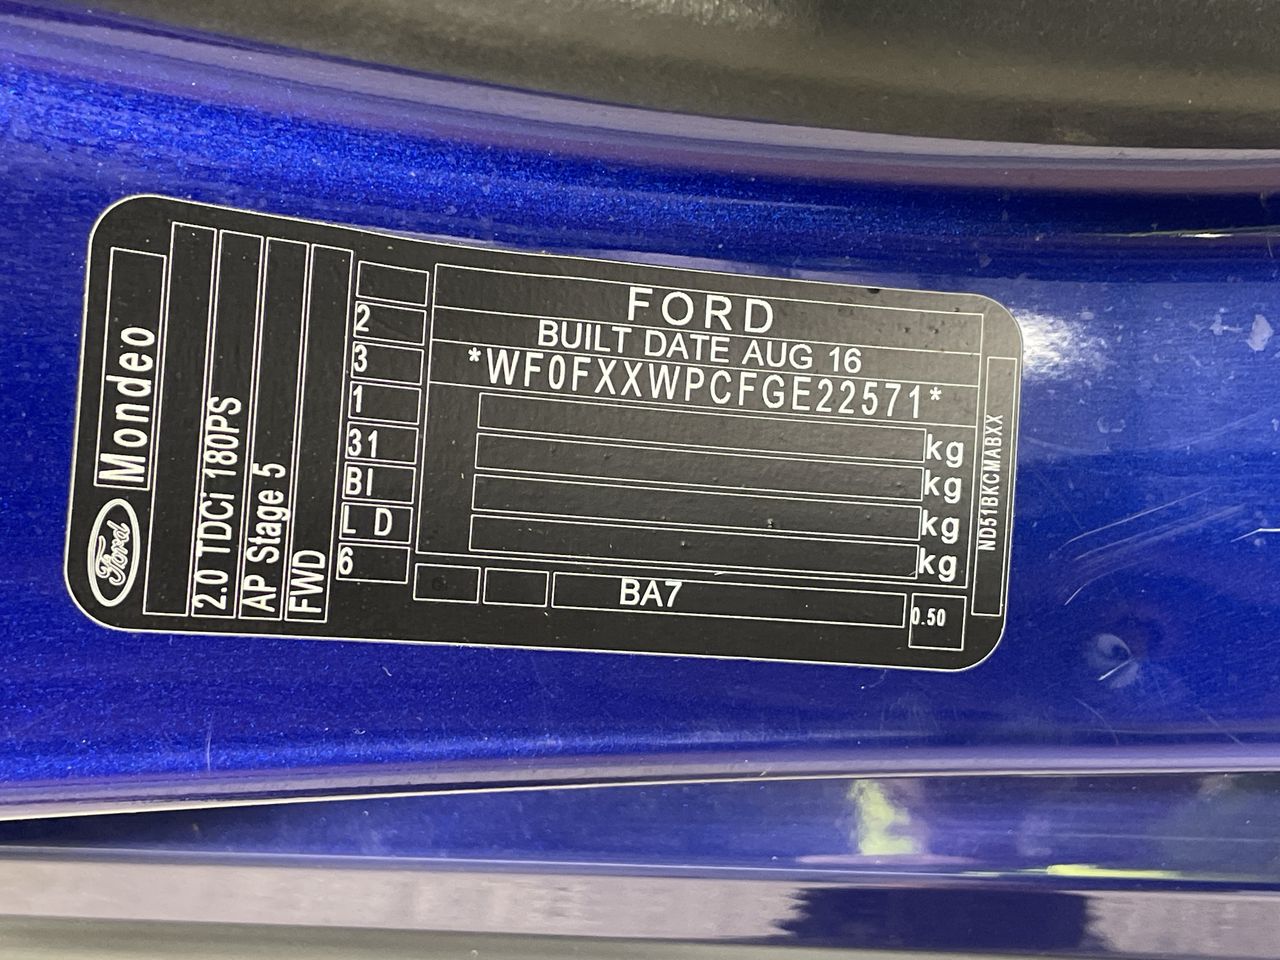 FORD
BUILT DATE AUG 16
*WF0FXXWPCFGE22571*
kg
kg
kg
kg
BA7
0.50
ND51BKCMABXX
2
3
1
31
BI
L D
6
Ford
Mondeo
2.0 TDCi 180PS
AP Stage 5
FWD